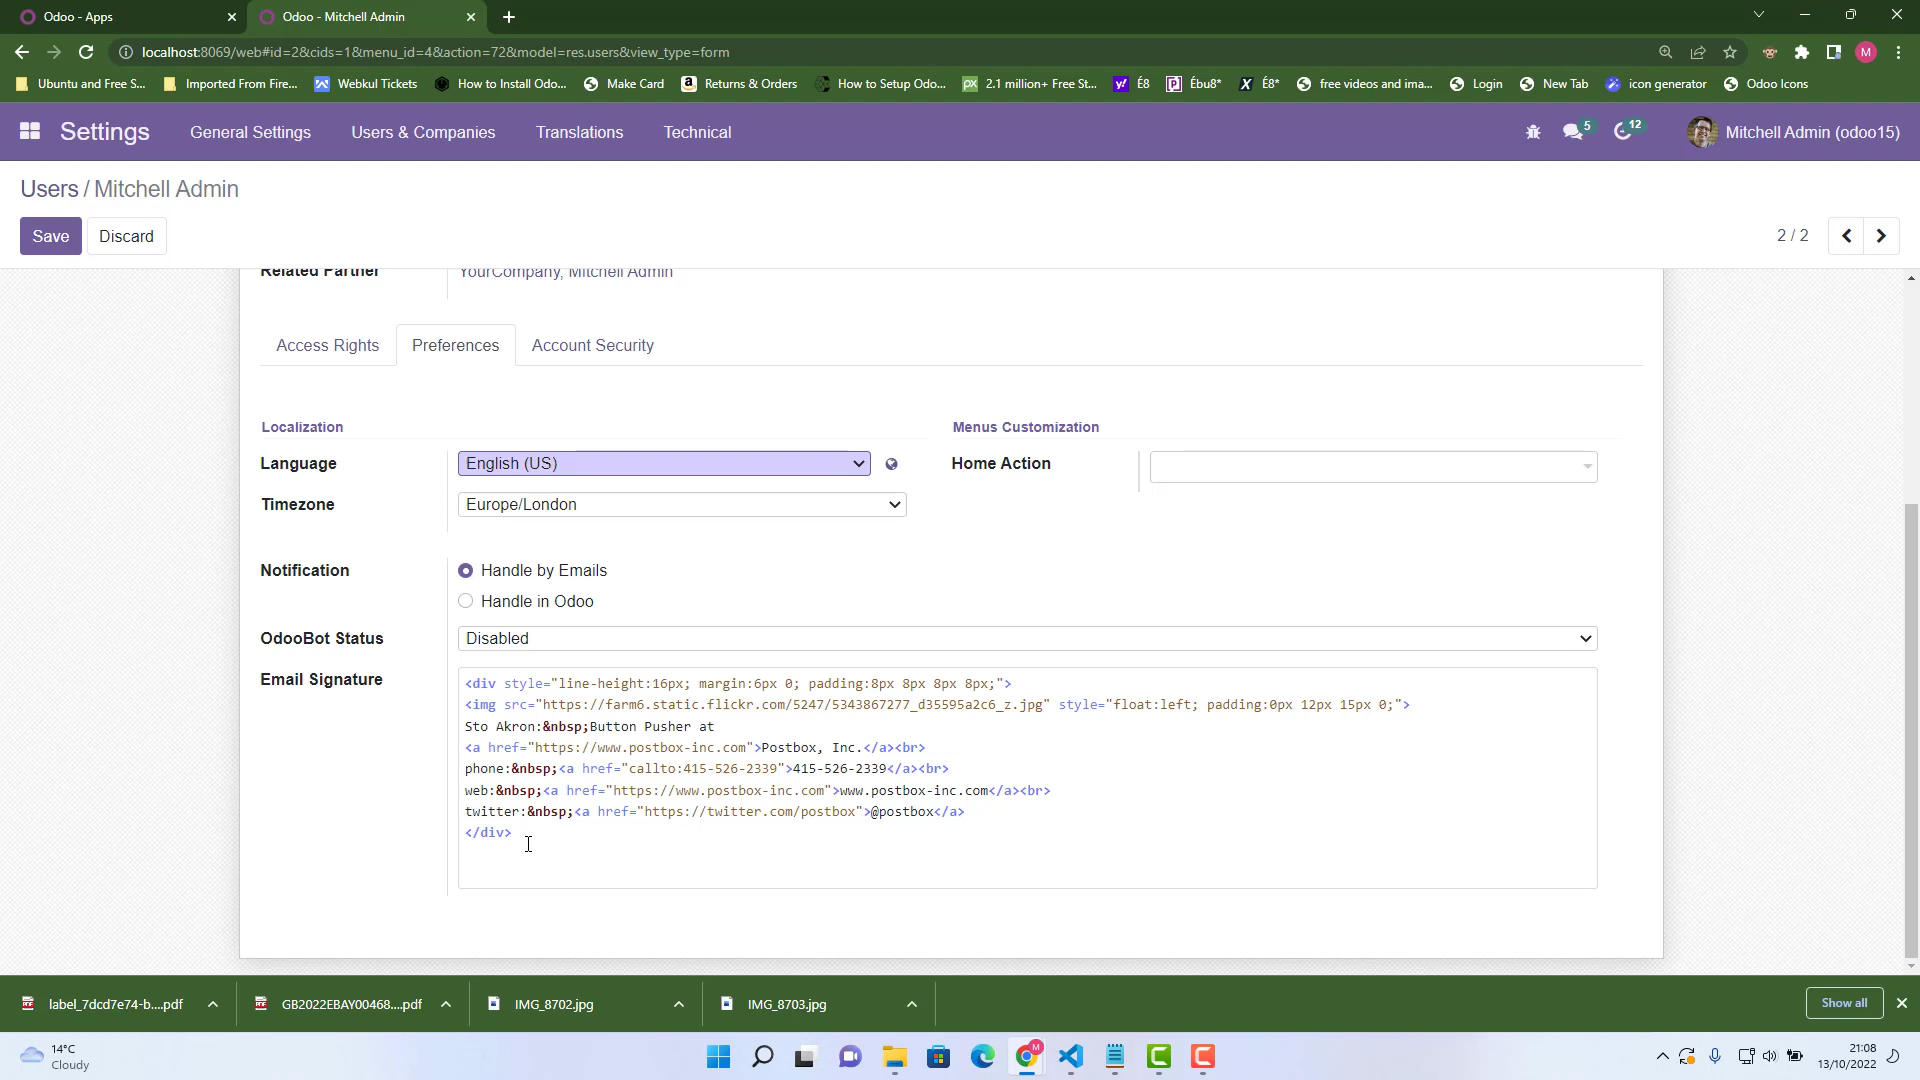 Odoo - Apps
Odoo - Mitchell Admin
localhost:8069/web#id=2&cids=1&menu_id=4&action=72&model=res.users&view_type=form
M
Ubuntu and Free S...
Imported From Fire...
Webkul Tickets
How to Install Odo...
Make Card
Returns & Orders
How to Setup Odo...
px 2.1 million+ Free St...
É8
Ébu8*
É8*
free videos and ima...
Login
New Tab
icon generator
Odoo Icons
Settings
General Settings
Users & Companies
Translations
Technical
5
12
Mitchell Admin (odoo15)
Users / Mitchell Admin
Save
Discard
2 / 2
Related Partner
YourCompany, Mitchell Admin
Access Rights
Preferences
Account Security
Localization
Menus Customization
Language
English (US)
Home Action
Timezone
Europe/London
Notification
Handle by Emails
Handle in Odoo
OdooBot Status
Disabled
Email Signature
<div style="line-height:16px; margin:6px 0; padding:8px 8px 8px 8px;">
<img src="https://farm6.static.flickr.com/5247/5343867277_d35595a2c6_z.jpg" style="float:left; padding:0px 12px 15px 0;">
Sto Akron:&nbsp;Button Pusher at
<a href="https://www.postbox-inc.com">Postbox, Inc.</a><br>
phone:&nbsp;<a href="callto:415-526-2339">415-526-2339</a><br>
web:&nbsp;<a href="https://www.postbox-inc.com">www.postbox-inc.com</a><br>
twitter:&nbsp;<a href="https://twitter.com/postbox">@postbox</a>
</div>
label_7dcd7e74-b....pdf
GB2022EBAY00468....pdf
IMG_8702.jpg
IMG_8703.jpg
Show all
14°C
Cloudy
M
21:08
13/10/2022